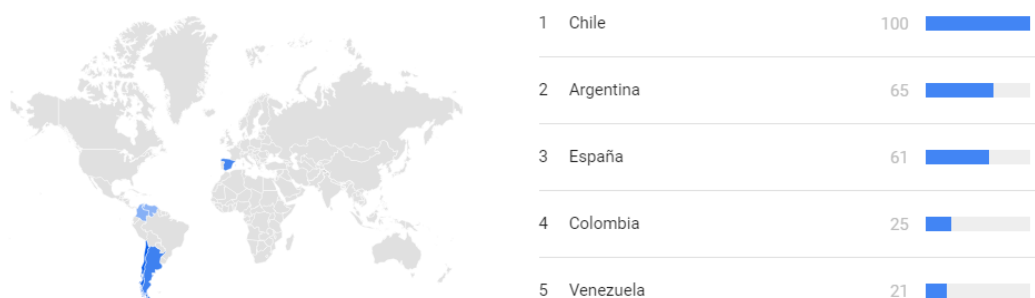 1 Chile 100
2 Argentina 65
3 España 61
4 Colombia 25
5 Venezuela 21